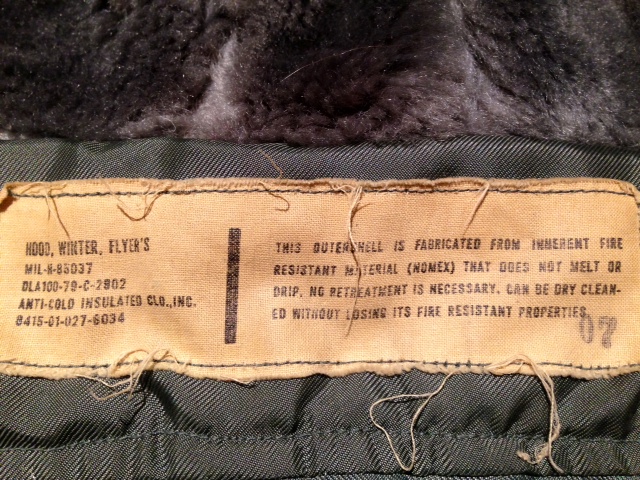 HOOD, WINTER, FLYER'S
MIL-H-85037
DLA100-79-C-2902
ANTI-COLD INSULATED CLO., INC.
8415-01-027-6034
THIS OUTERSHELL IS FABRICATED FROM INHERENT FIRE
RESISTANT MATERIAL (NOMEX) THAT DOES NOT MELT OR
DRIP. NO RETREATMENT IS NECESSARY. CAN BE DRY CLEAN-
ED WITHOUT LOSING ITS FIRE RESISTANT PROPERTIES.
07